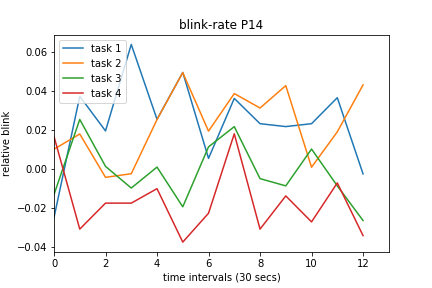 blink-rate P14
task 1
task 2
task 3
task 4
relative blink
0.06
0.04
0.02
0.00
−0.02
−0.04
0 2 4 6 8 10 12
time intervals (30 secs)